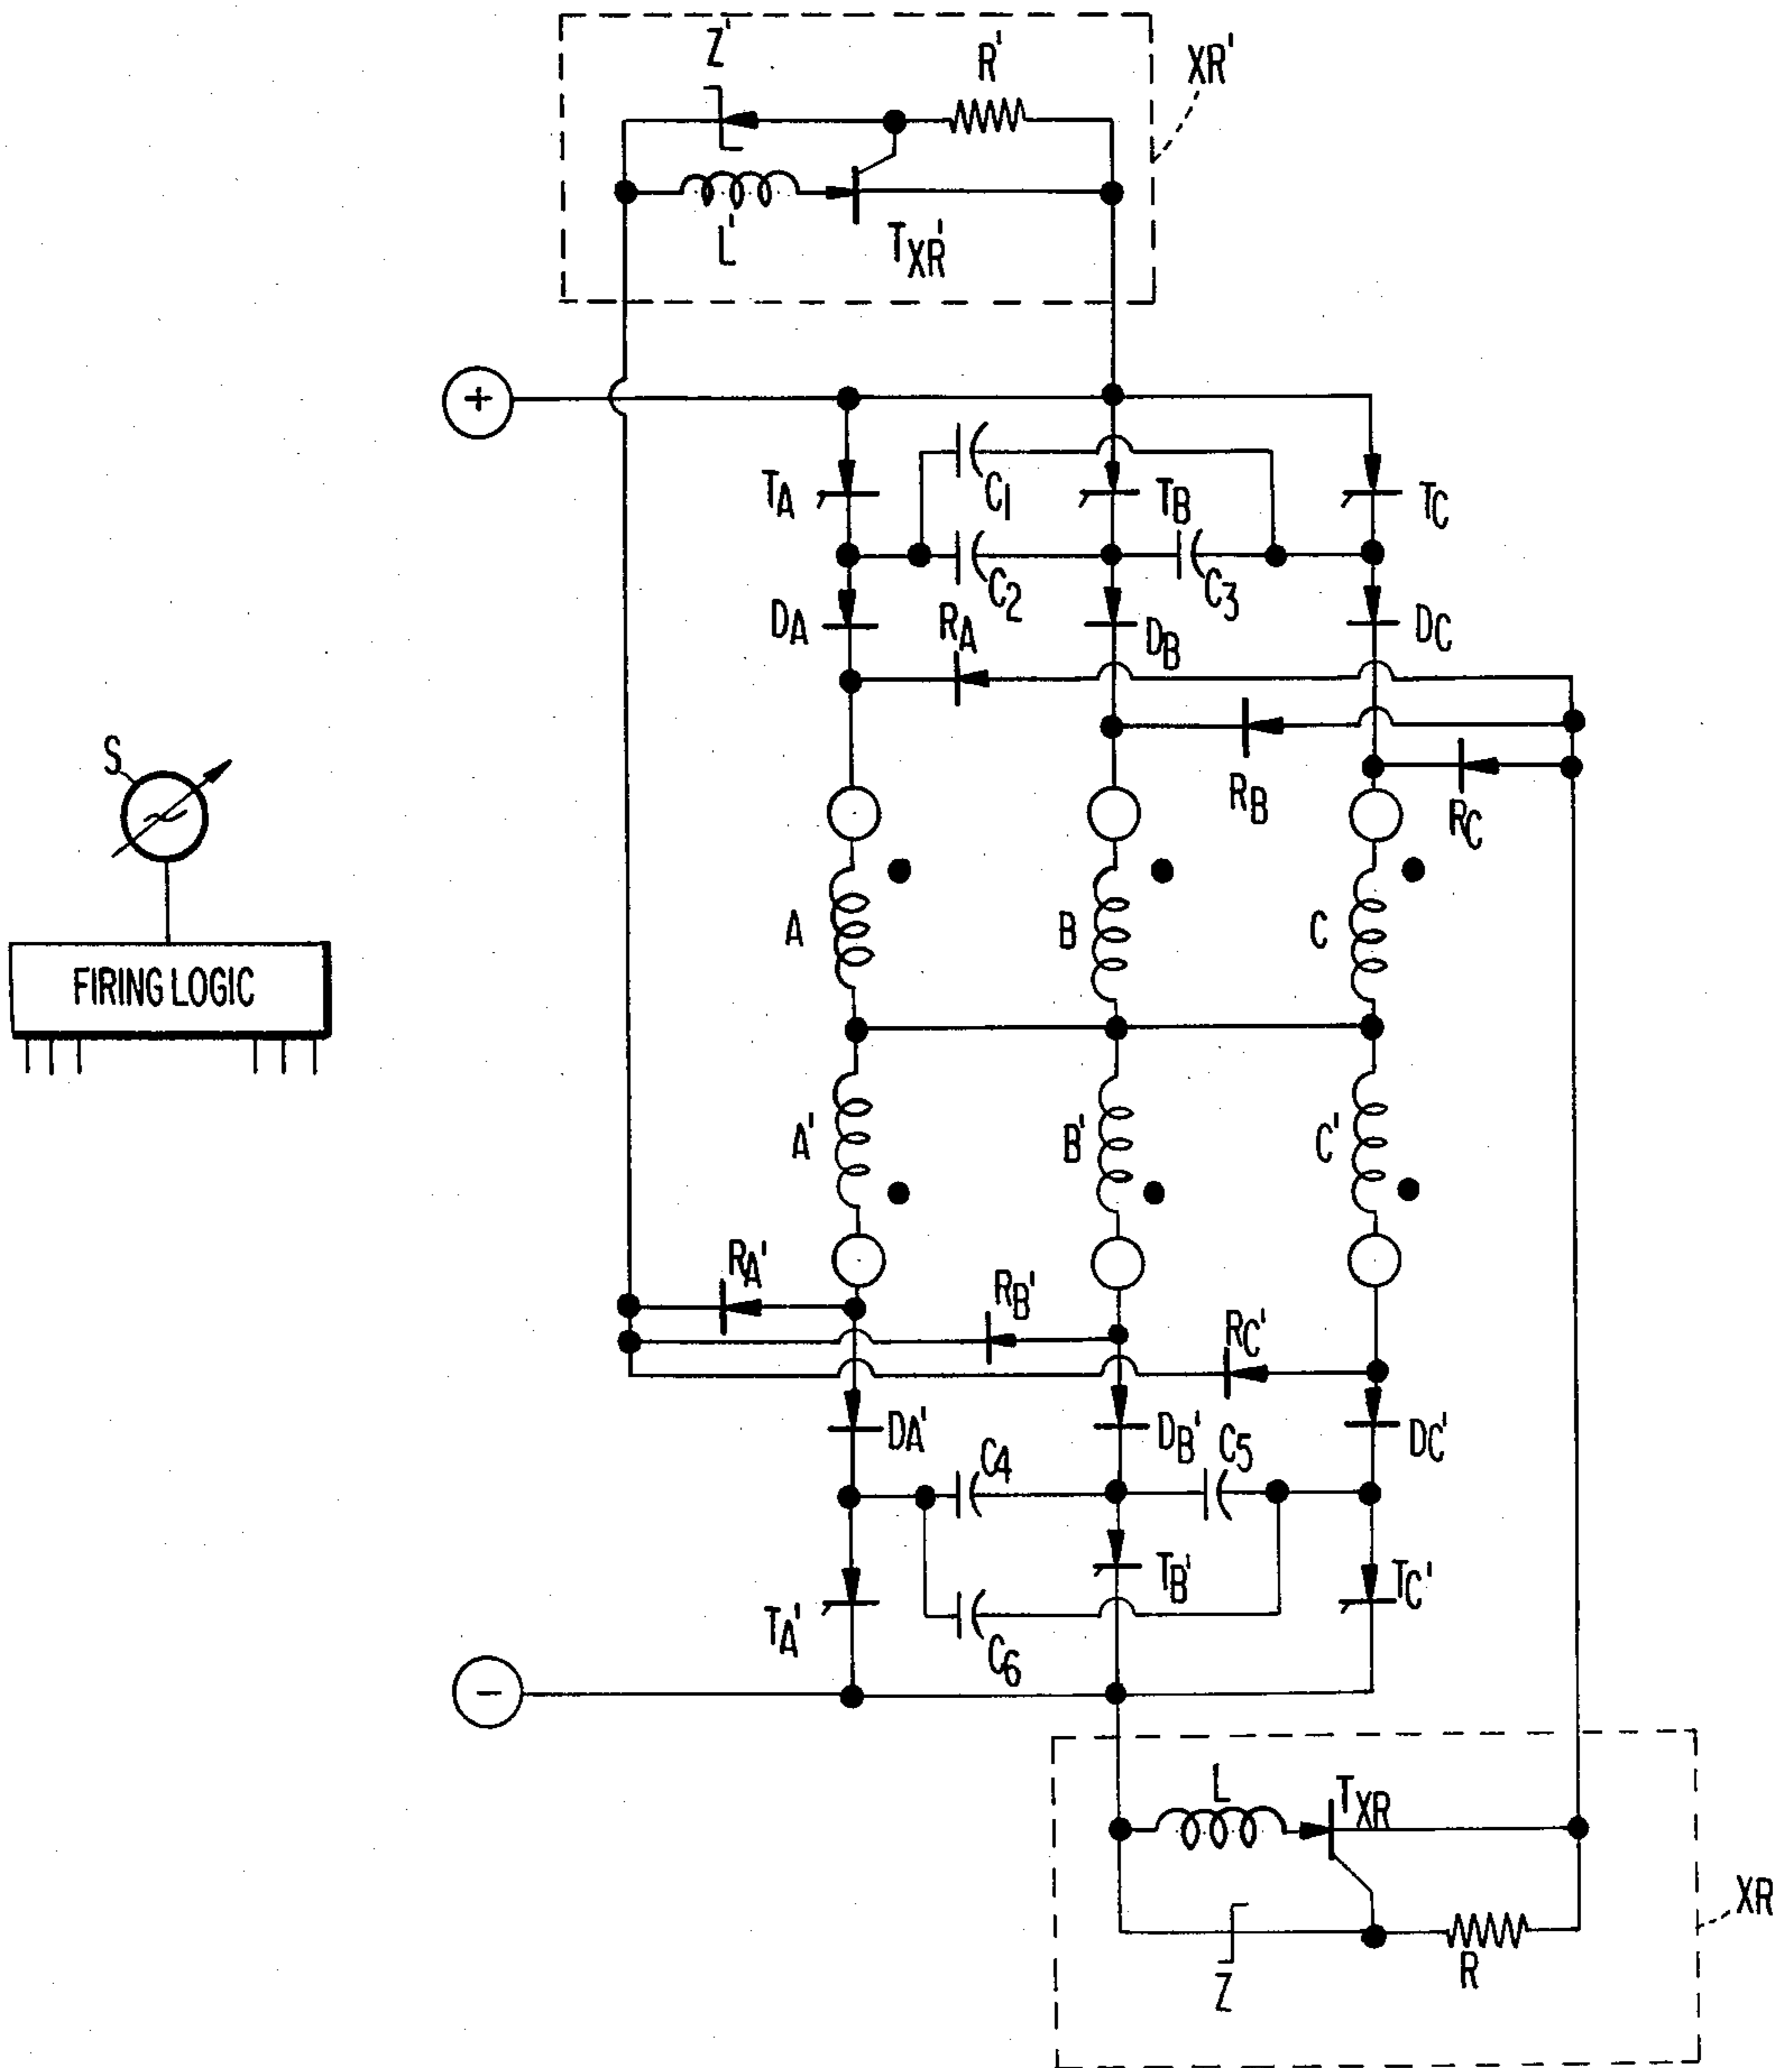 Z' R' XR'
L' TXR'
+
C1
TA TB TC
C2 C3
DA RA DB DC
S
RB RC
A B C
FIRING LOGIC
A' B' C'
RA' RB' RC'
DA' C4 DB' C5 DC'
TA' C6 TB' TC'
-
L TXR
XR
Z R